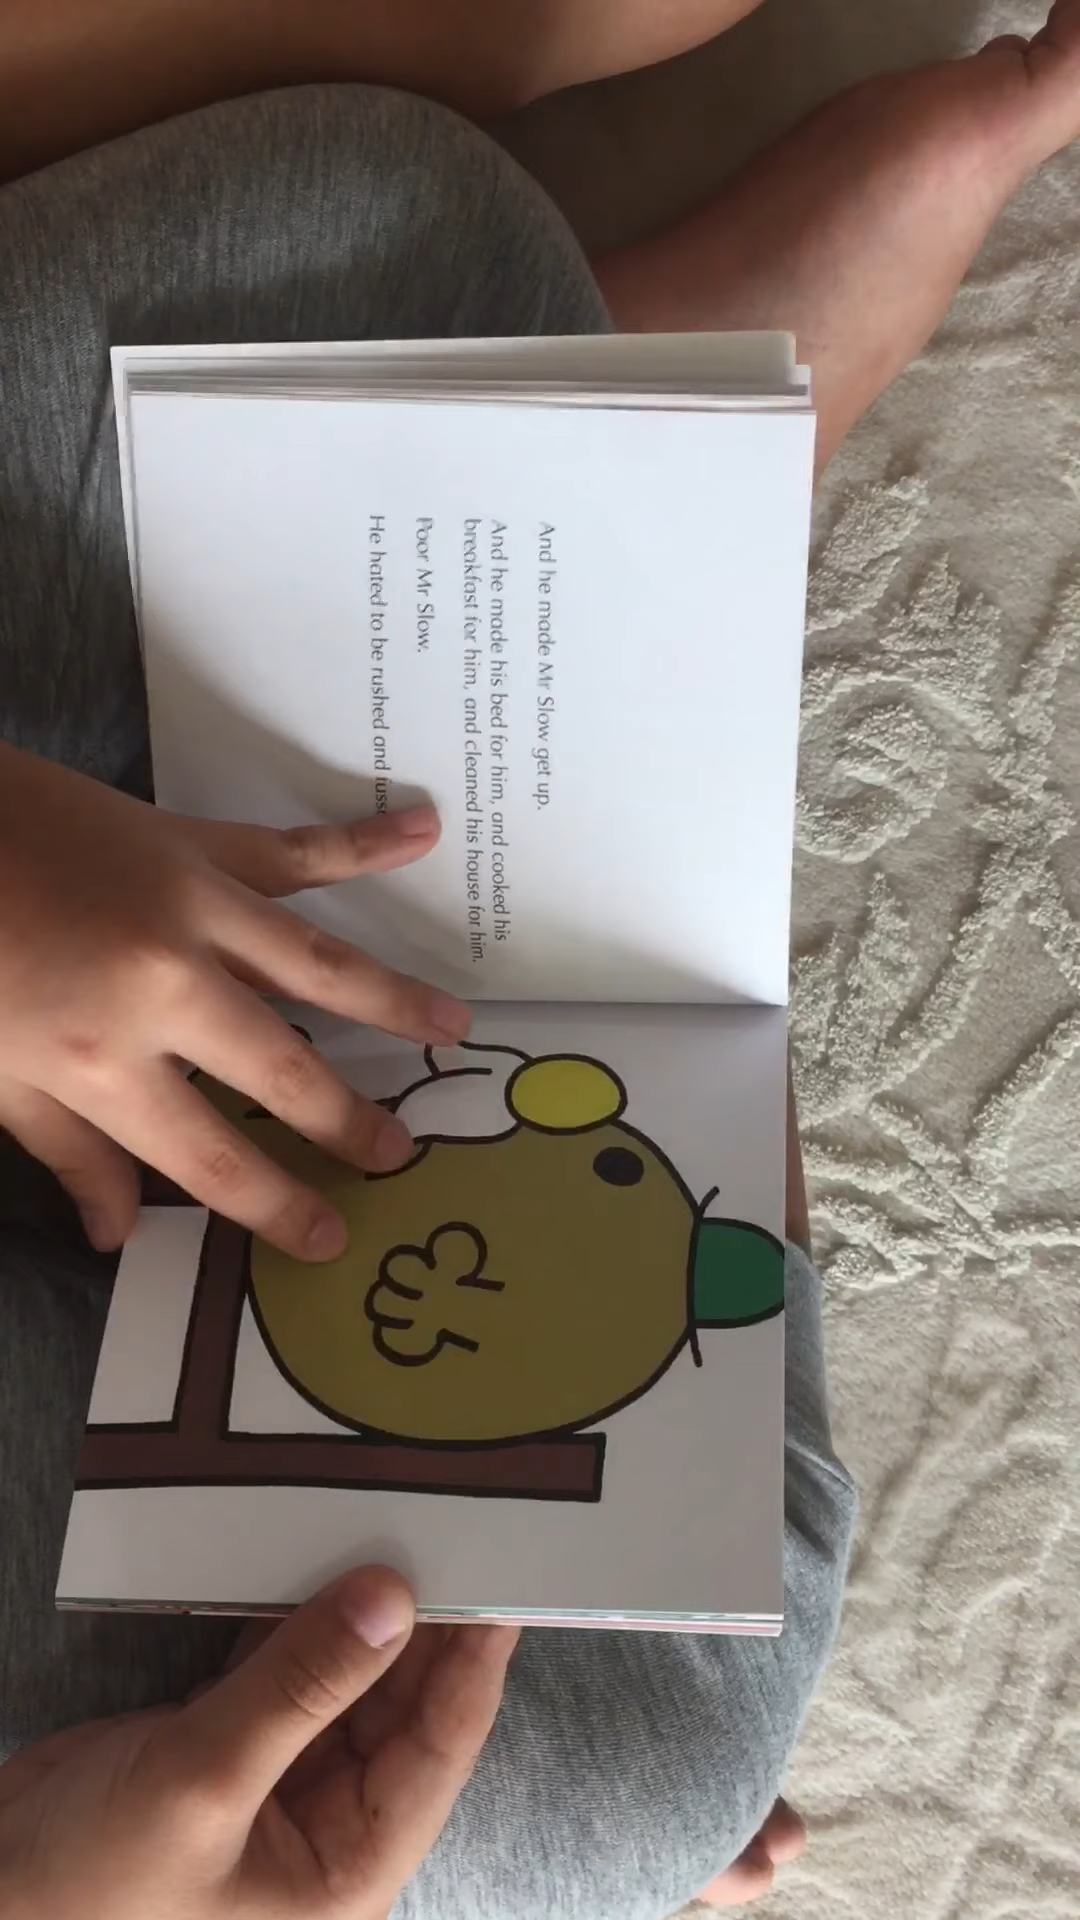 And he made Mr Slow get up.
And he made his bed for him, and cooked his
breakfast for him, and cleaned his house for him.
Poor Mr Slow.
He hated to be rushed and